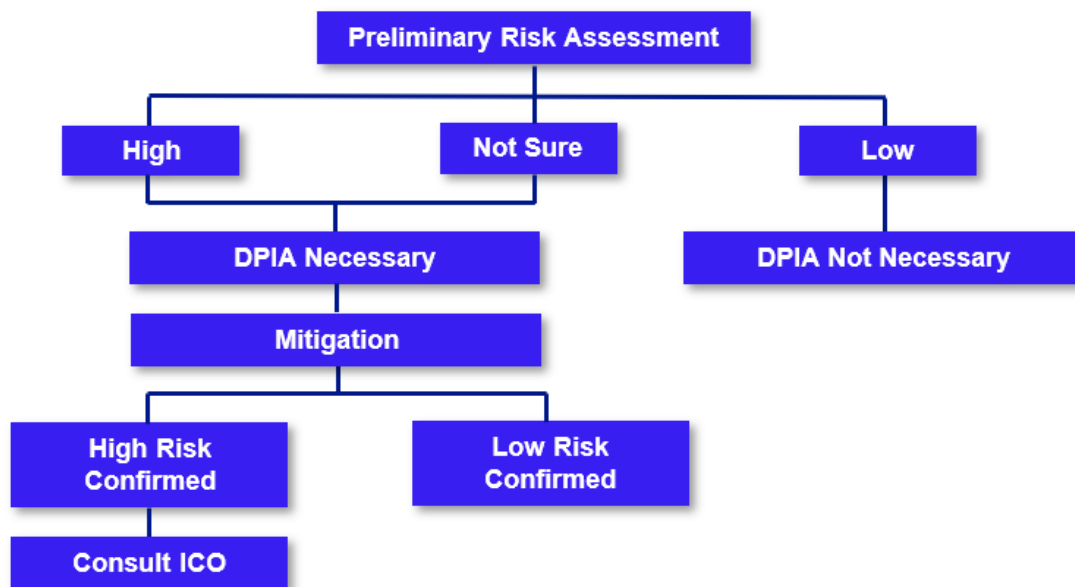 Preliminary Risk Assessment
High
Not Sure
Low
DPIA Necessary
DPIA Not Necessary
Mitigation
High Risk
Confirmed
Low Risk
Confirmed
Consult ICO